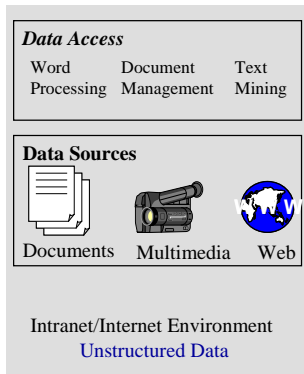 Data Access
Word Document Text
Processing Management Mining
Data Sources
WWW
Documents Multimedia Web
Intranet/Internet Environment
Unstructured Data